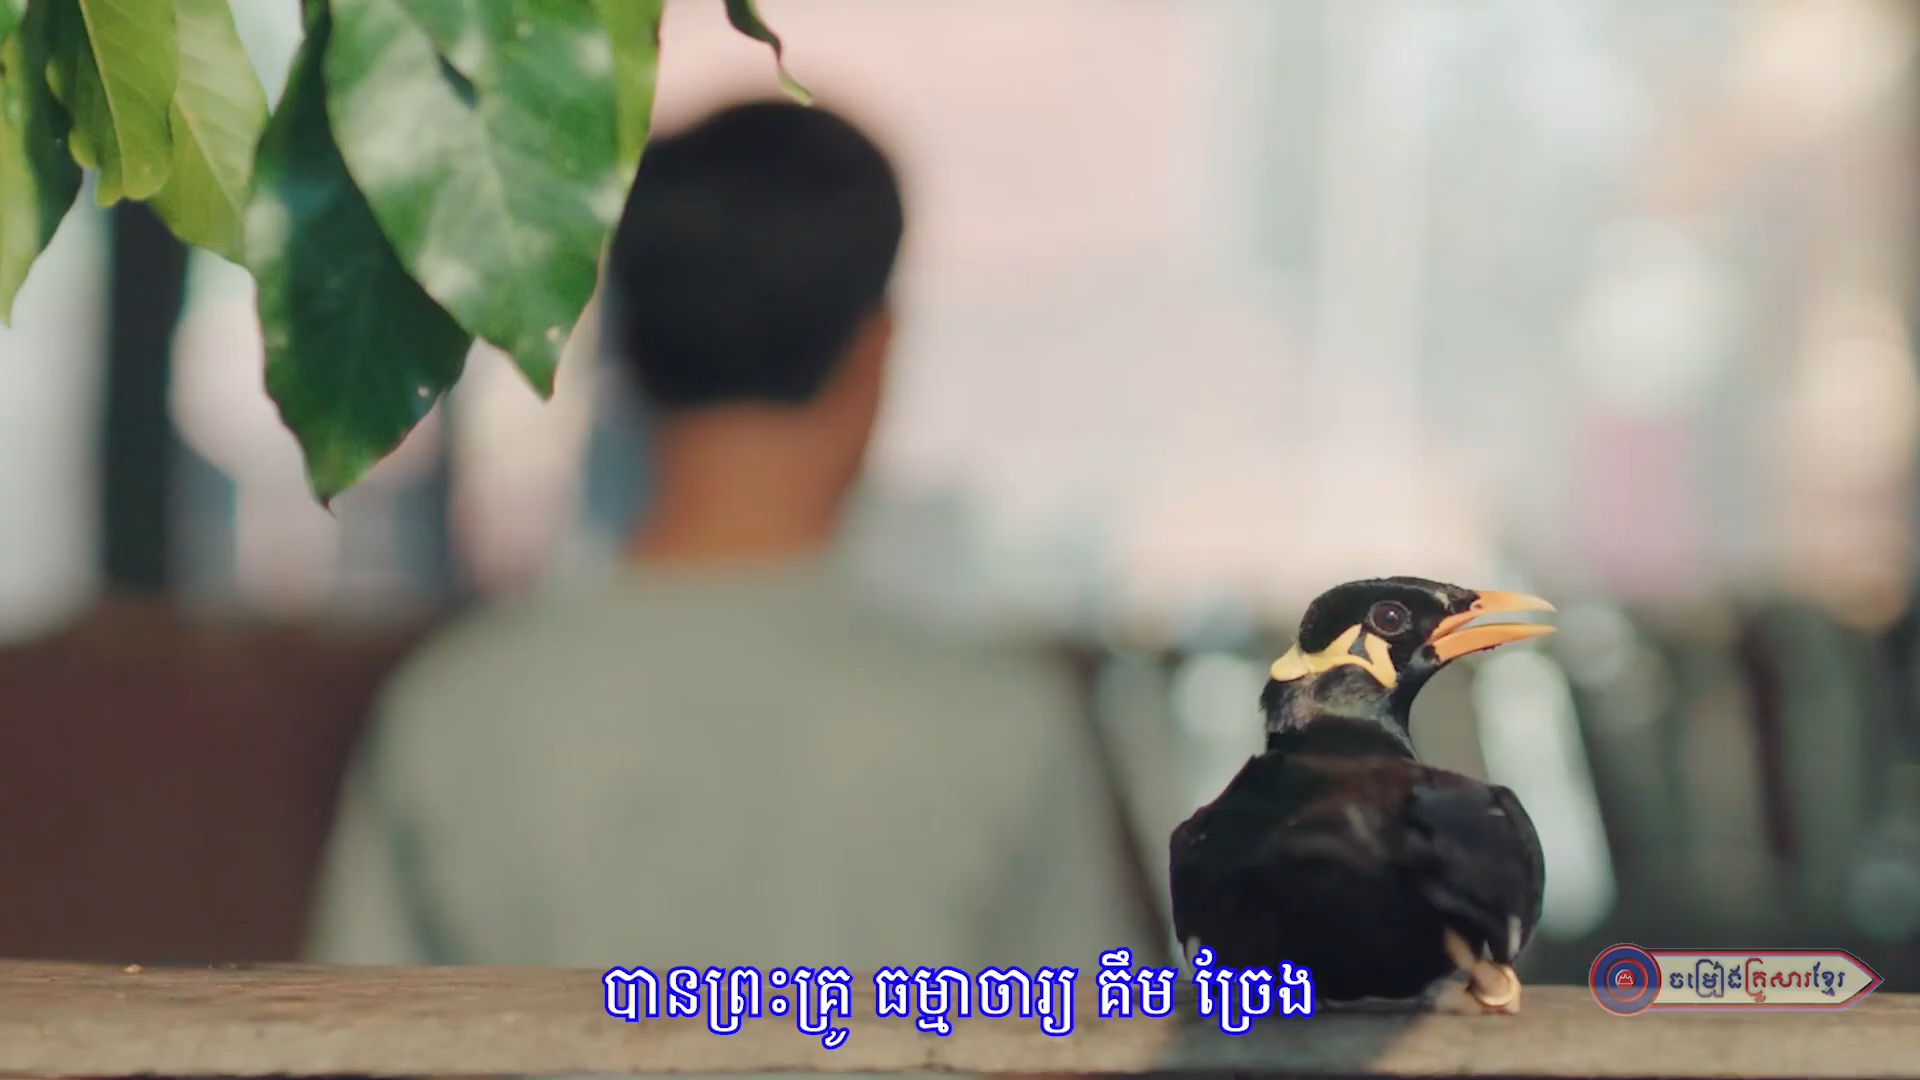 បានព្រះគ្រូ ធម្មាចារ្យ គឹម ច្រែង
ចម្រៀងគ្រួសារខ្មែរ